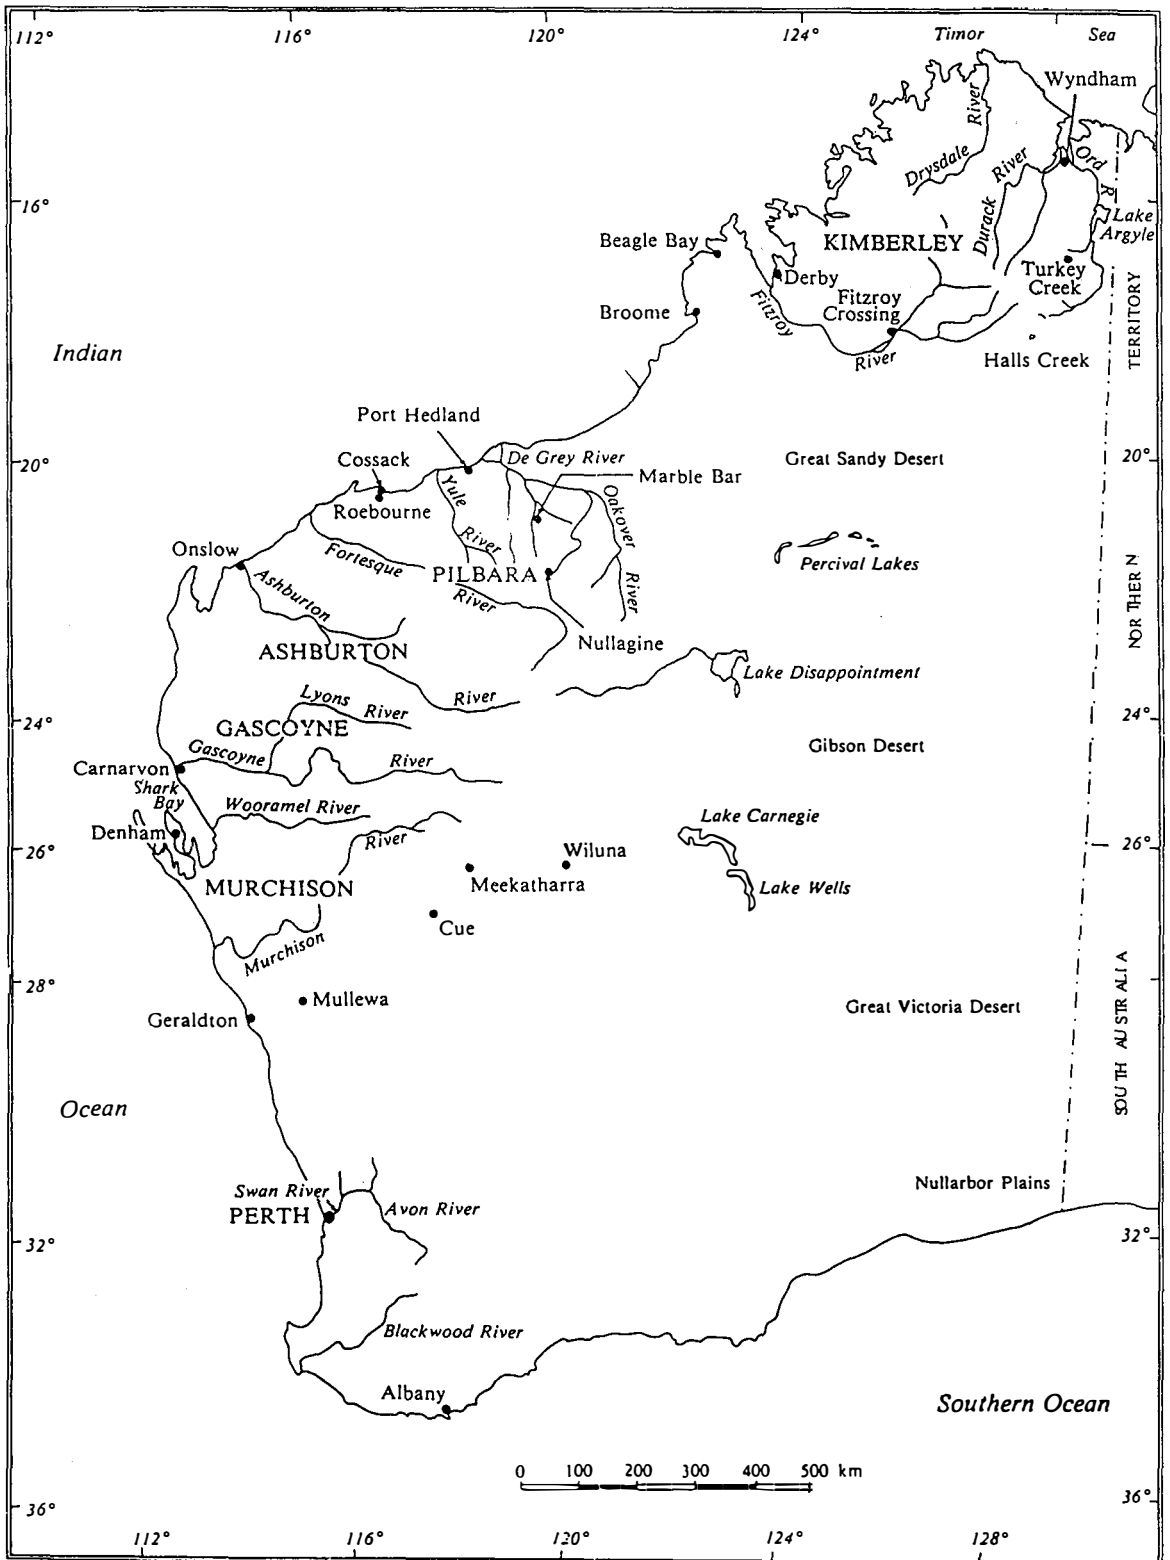 112°
116°
120°
124°
Timor
Sea
Wyndham
River
Drysdale
River
Ord
R
Durack
Lake
Argyle
16°
Beagle Bay
KIMBERLEY
Derby
Turkey
Creek
Fitzroy
Crossing
Broome
Fitzroy
River
Halls Creek
TERRITORY
Indian
Port Hedland
Cossack
De Grey River
Marble Bar
Great Sandy Desert
20°
20°
Roebourne
Yule
River
Oakover
River
Onslow
Fortesque
River
PILBARA
Percival Lakes
NORTHERN
Ashburton
ASHBURTON
Nullagine
Lake Disappointment
River
Lyons
River
24°
24°
GASCOYNE
Gascoyne
River
Gibson Desert
Carnarvon
Shark
Bay
Wooramel River
Denham
River
Lake Carnegie
26°
26°
Wiluna
MURCHISON
Meekatharra
Lake Wells
Cue
Murchison
28°
Mullewa
Geraldton
Great Victoria Desert
SOUTH AUSTRALIA
Ocean
Nullarbor Plains
Swan River
PERTH
Avon River
32°
32°
Blackwood River
Albany
Southern Ocean
0 100 200 300 400 500 km
36°
36°
112°
116°
120°
124°
128°